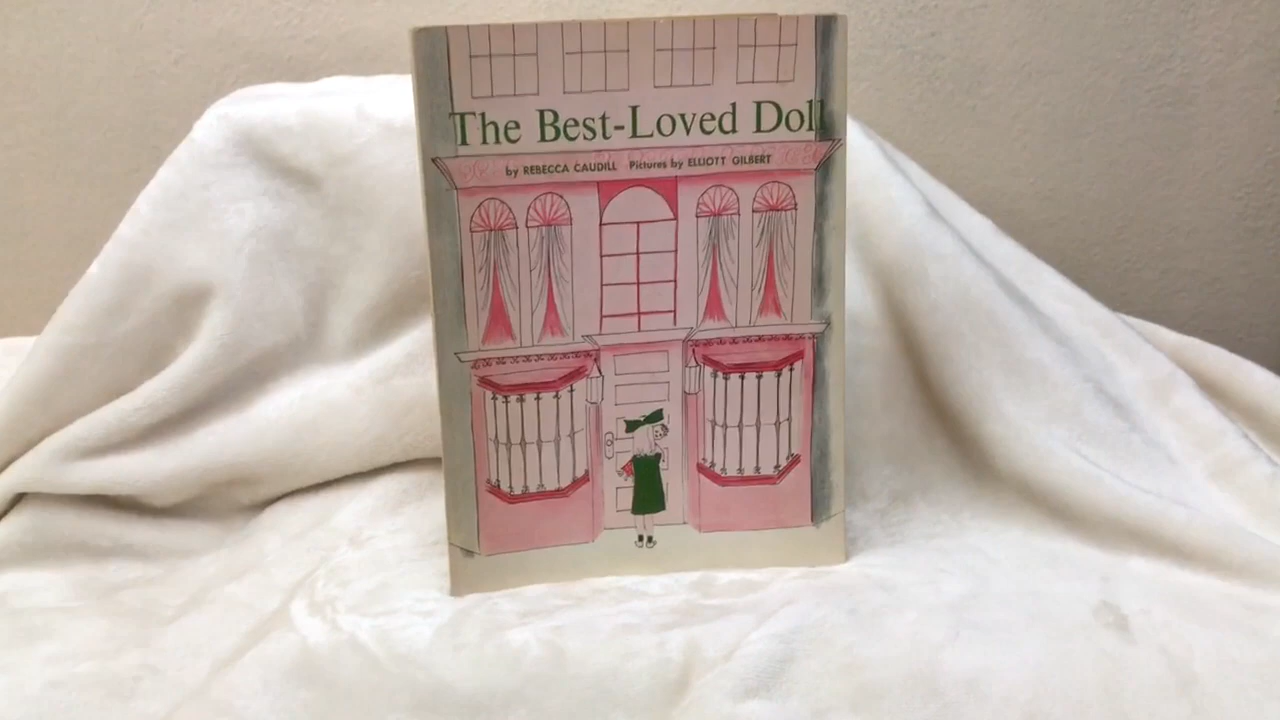 The Best-Loved Doll
by REBECCA CAUDILL Pictures by ELLIOTT GILBERT